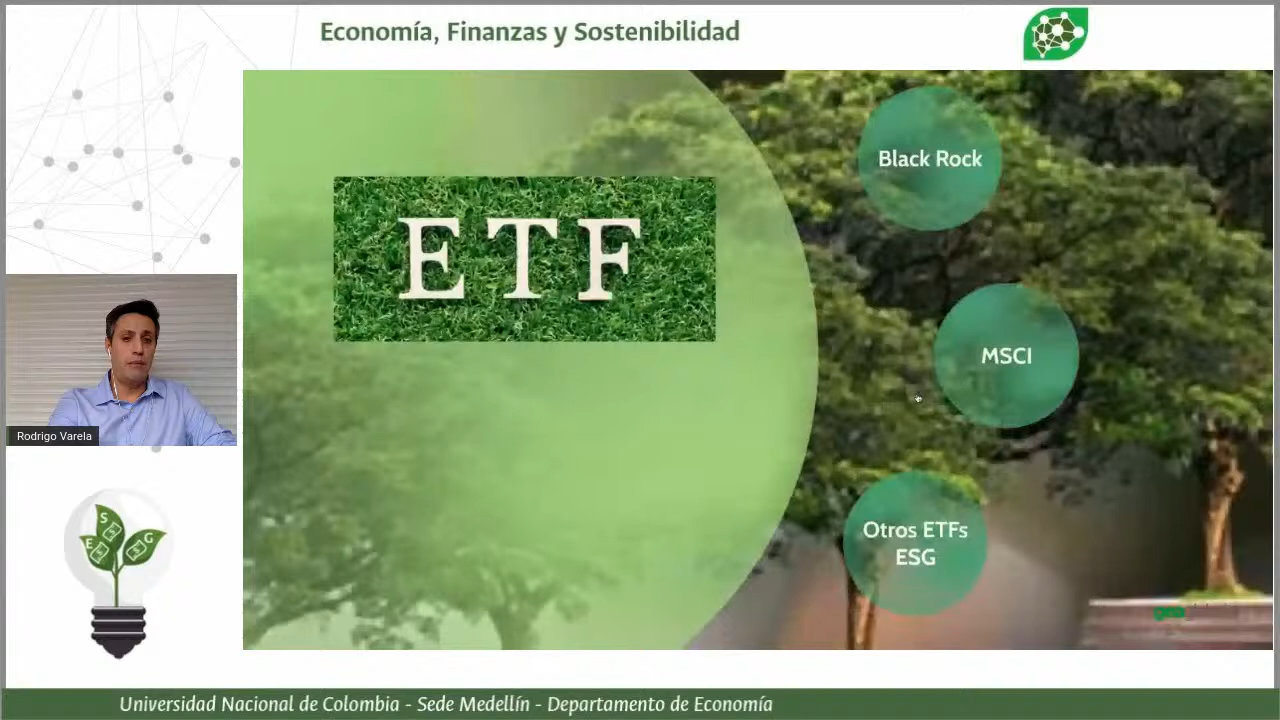 Economía, Finanzas y Sostenibilidad
ETF
Black Rock
MSCI
Otros ETFs
ESG
Rodrigo Varela
S
E
G
Universidad Nacional de Colombia - Sede Medellín - Departamento de Economía